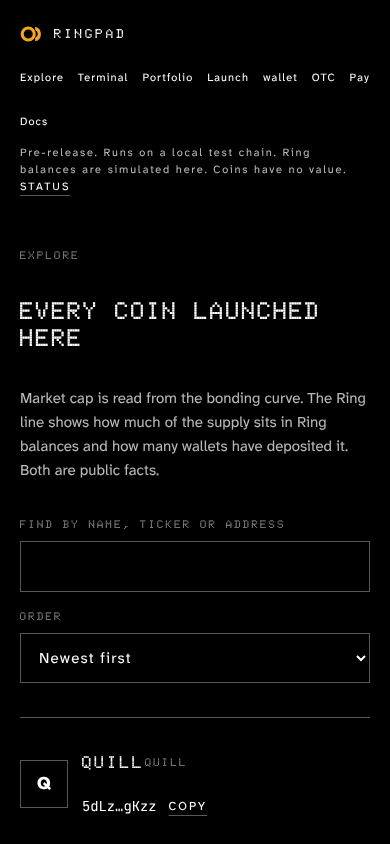 RINGPAD
Explore Terminal Portfolio Launch wallet OTC Pay
Docs
Pre-release. Runs on a local test chain. Ring
balances are simulated here. Coins have no value.
STATUS
EXPLORE
EVERY COIN LAUNCHED
HERE
Market cap is read from the bonding curve. The Ring
line shows how much of the supply sits in Ring
balances and how many wallets have deposited it.
Both are public facts.
FIND BY NAME, TICKER OR ADDRESS
ORDER
Newest first
Q
QUILL QUILL
5dLz…gKzz COPY